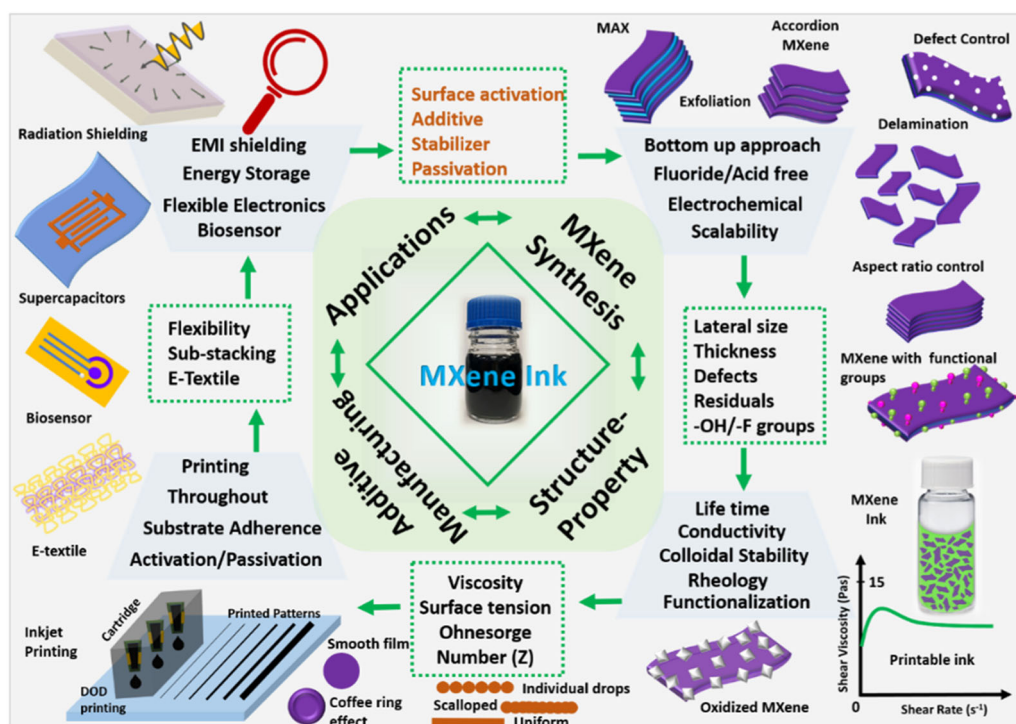 Radiation Shielding
EMI shielding
Energy Storage
Flexible Electronics
Biosensor
Surface activation
Additive
Stabilizer
Passivation
MAX
Exfoliation
Accordion
MXene
Bottom up approach
Fluoride/Acid free
Electrochemical
Scalability
Defect Control
Delamination
Aspect ratio control
MXene with functional
groups
Supercapacitors
Biosensor
E-textile
Flexibility
Sub-stacking
E-Textile
Applications
MXene
Synthesis
MXene Ink
Additive
Manufacturing
Structure-
Property
Lateral size
Thickness
Defects
Residuals
-OH/-F groups
Printing
Throughout
Substrate Adherence
Activation/Passivation
Life time
Conductivity
Colloidal Stability
Rheology
Functionalization
MXene
Ink
15
0
Shear Viscosity (Pas)
Printable ink
Shear Rate (s⁻¹)
Viscosity
Surface tension
Ohnesorge
Number (Z)
Inkjet
Printing
Cartridge
Printed Patterns
DOD
printing
Smooth film
Coffee ring
effect
Individual drops
Scalloped
Uniform
Oxidized MXene